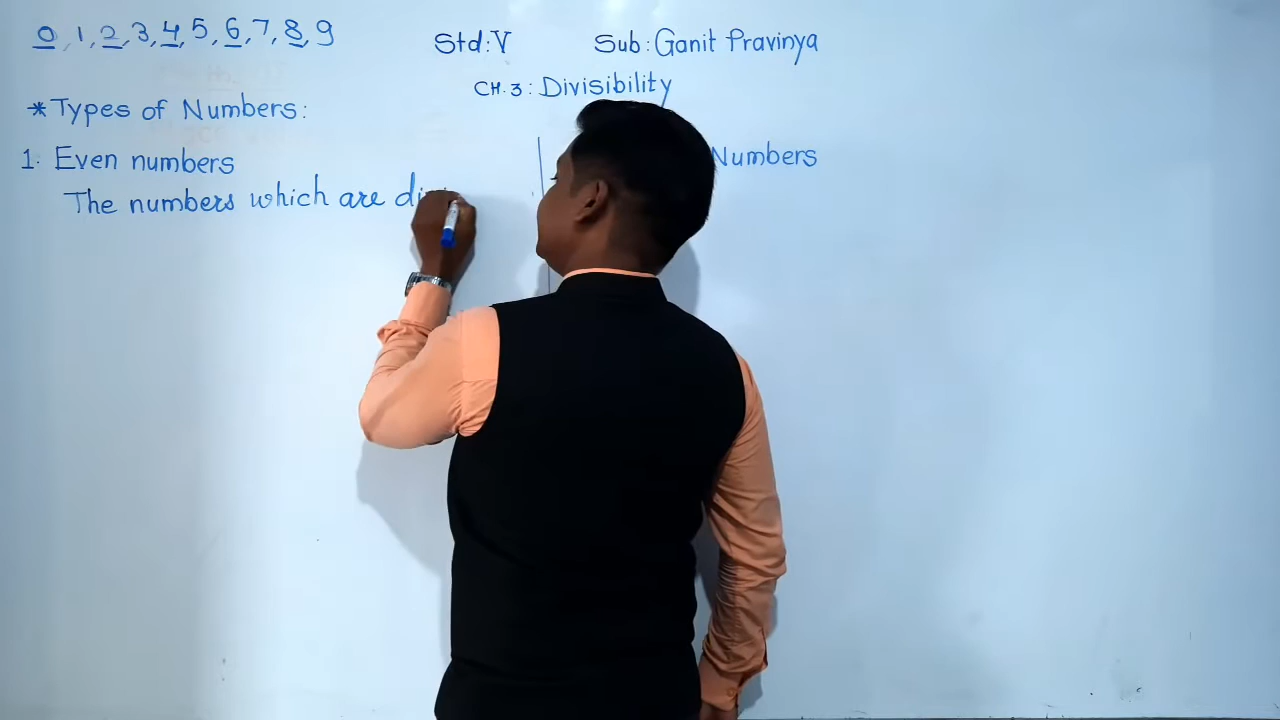 0, 1, 2, 3, 4, 5, 6, 7, 8, 9
Std: V Sub: Ganit Pravinya
CH. 3: Divisibility
* Types of Numbers:
1. Even numbers
The numbers which are
Numbers